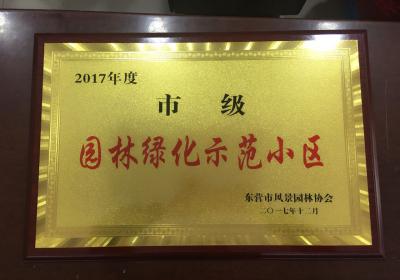 2017年度
市 级
园林绿化示范小区
东营市风景园林协会
二〇一七年十二月